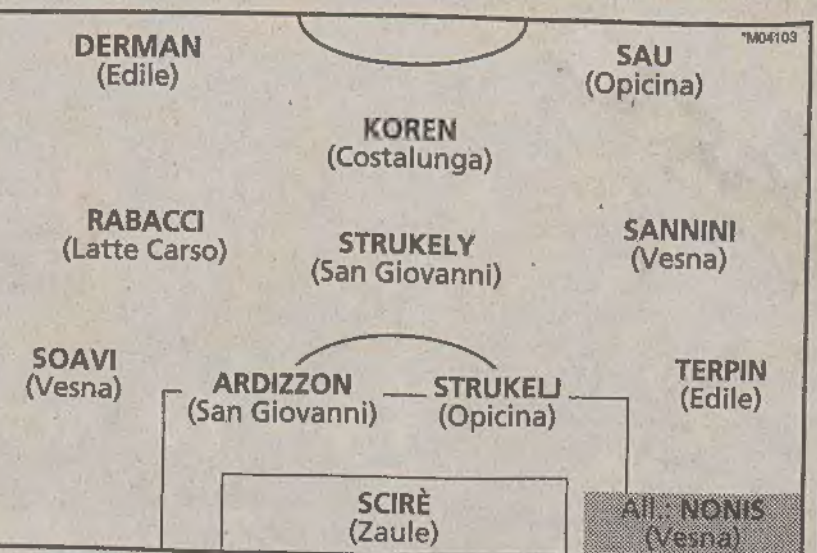 *M04103
DERMAN
(Edile)
SAU
(Opicina)
KOREN
(Costalunga)
RABACCI
(Latte Carso)
STRUKELY
(San Giovanni)
SANNINI
(Vesna)
SOAVI
(Vesna)
ARDIZZON
(San Giovanni)
STRUKELJ
(Opicina)
TERPIN
(Edile)
SCIRÈ
(Zaule)
All.: NONIS
(Vesna)